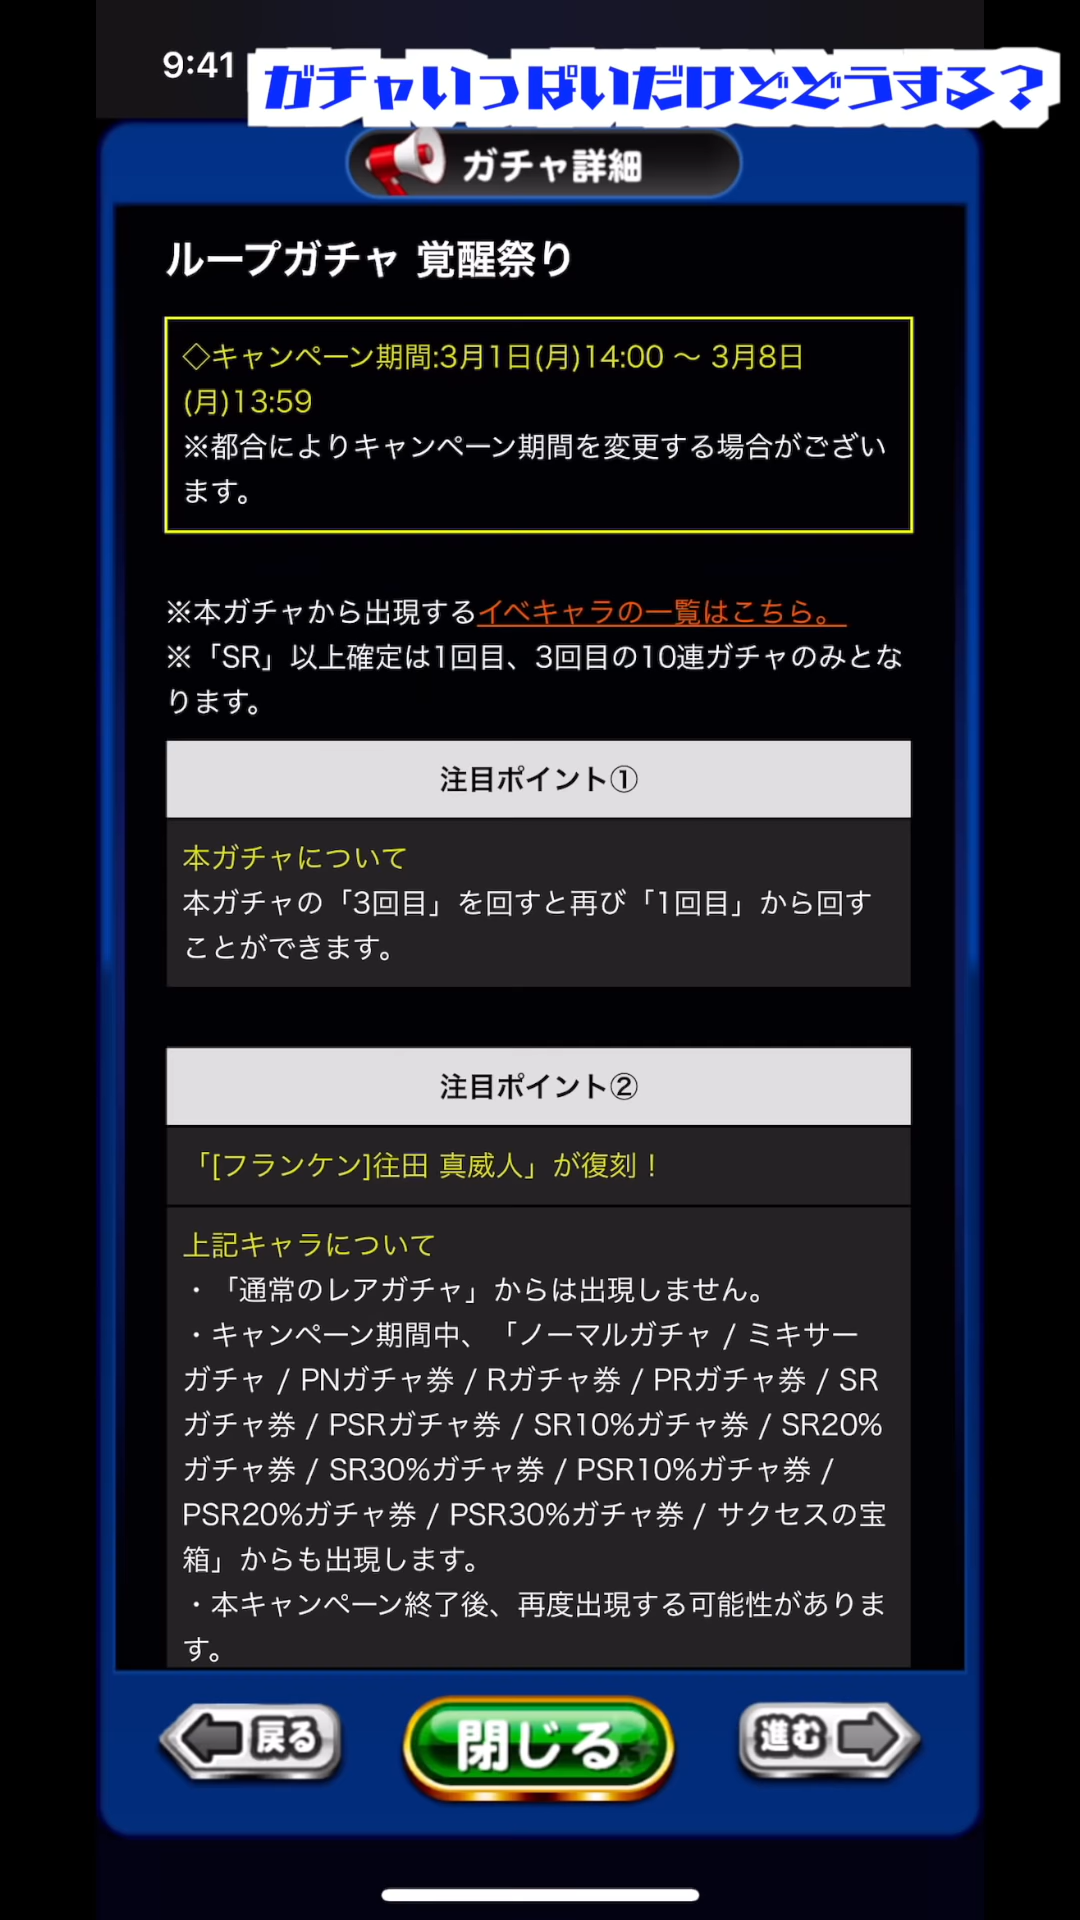 9:41
ガチャいっぱいだけどどうする？
ガチャ詳細
ループガチャ 覚醒祭り
◇キャンペーン期間:3月1日(月)14:00 〜 3月8日
(月)13:59
※都合によりキャンペーン期間を変更する場合がござい
ます。
※本ガチャから出現するイベキャラの一覧はこちら。
※「SR」以上確定は1回目、3回目の10連ガチャのみとな
ります。
注目ポイント①
本ガチャについて
本ガチャの「3回目」を回すと再び「1回目」から回す
ことができます。
注目ポイント②
「[フランケン]往田 真威人」が復刻！
上記キャラについて
・「通常のレアガチャ」からは出現しません。
・キャンペーン期間中、「ノーマルガチャ / ミキサー
ガチャ / PNガチャ券 / Rガチャ券 / PRガチャ券 / SR
ガチャ券 / PSRガチャ券 / SR10%ガチャ券 / SR20%
ガチャ券 / SR30%ガチャ券 / PSR10%ガチャ券 /
PSR20%ガチャ券 / PSR30%ガチャ券 / サクセスの宝
箱」からも出現します。
・本キャンペーン終了後、再度出現する可能性がありま
す。
戻る
閉じる
進む